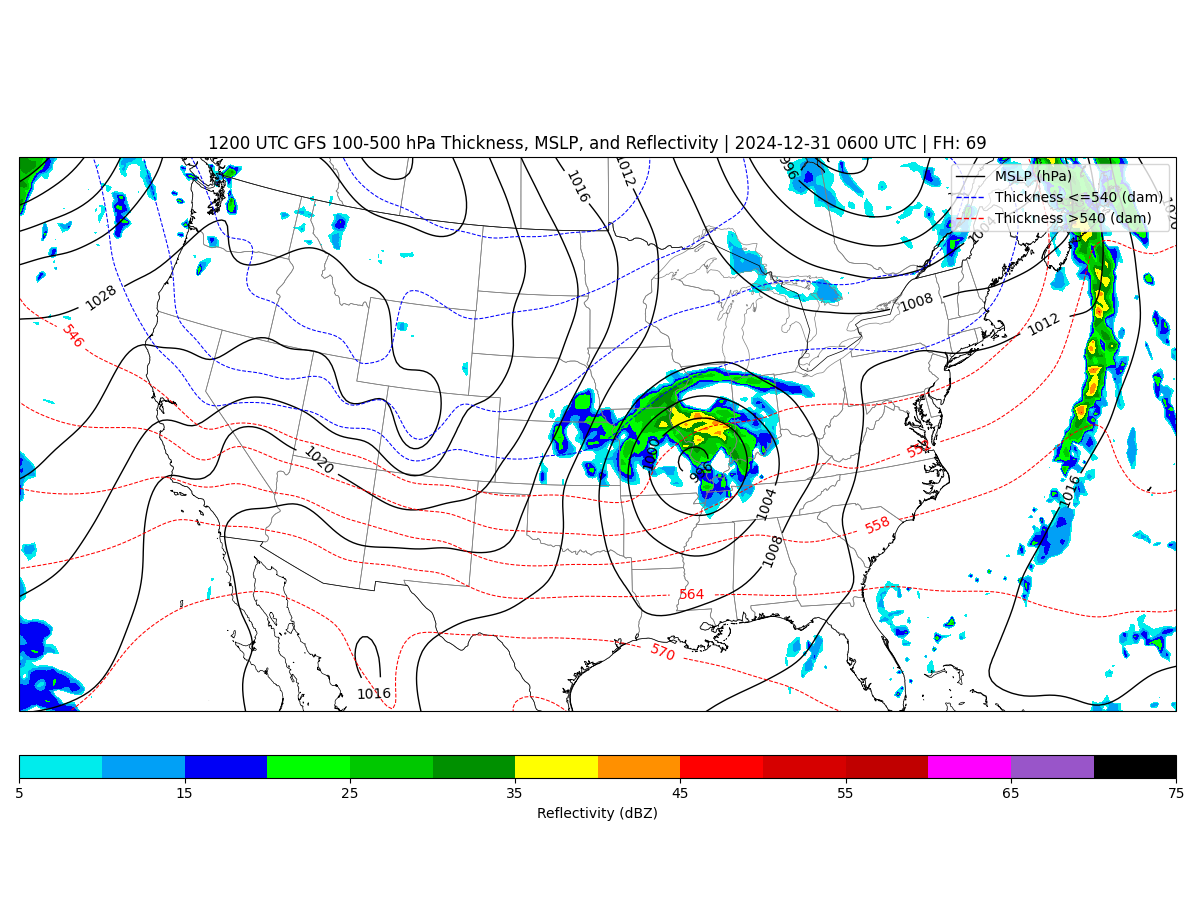 1200 UTC GFS 100-500 hPa Thickness, MSLP, and Reflectivity | 2024-12-31 0600 UTC | FH: 69
MSLP (hPa)
Thickness <=540 (dam)
Thickness >540 (dam)
1016
1012
996
1020
1028
1008
1012
546
552
1020
1016
1004
558
1008
564
570
1016
5 15 25 35 45 55 65 75
Reflectivity (dBZ)